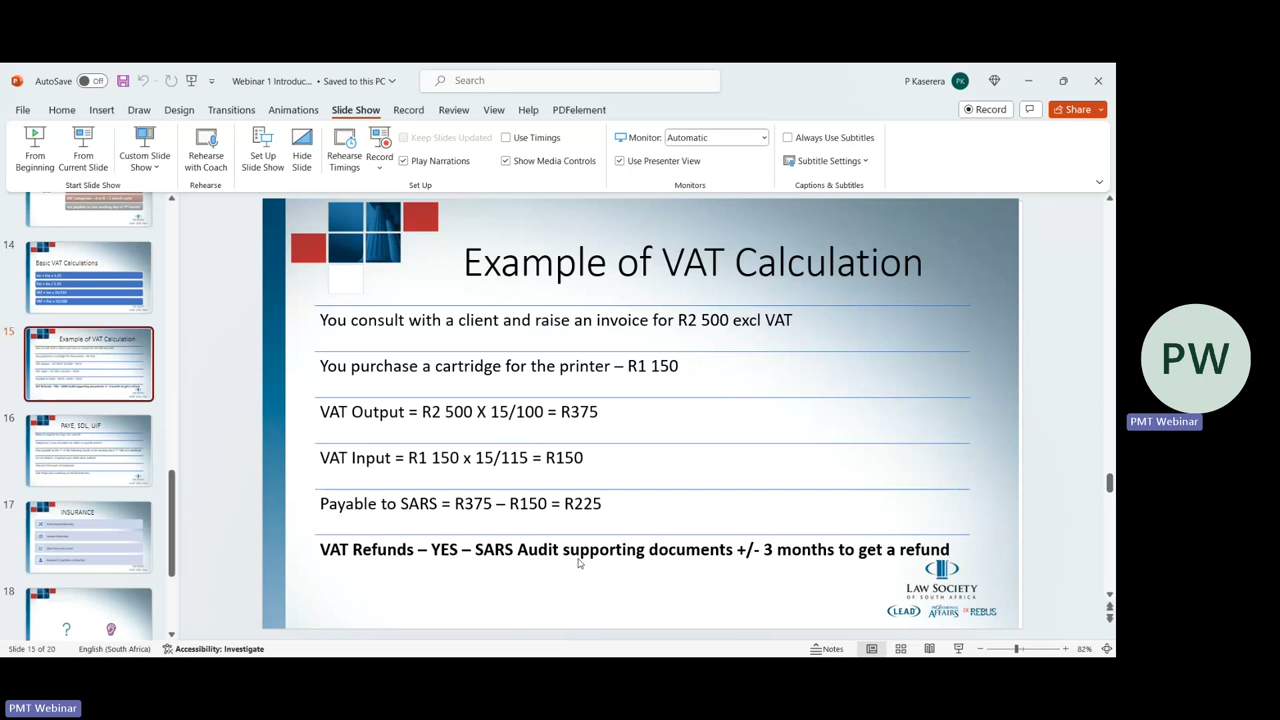 AutoSave Off Webinar 1 Introduc... • Saved to this PC Search P Kaserera PK
File Home Insert Draw Design Transitions Animations Slide Show Record Review View Help PDFelement Record Share
From Beginning
From Current Slide
Custom Slide Show
Rehearse with Coach
Set Up Slide Show
Hide Slide
Rehearse Timings
Record
Keep Slides Updated
Play Narrations
Use Timings
Show Media Controls
Monitor: Automatic
Use Presenter View
Always Use Subtitles
Subtitle Settings
Start Slide Show Rehearse Set Up Monitors Captions & Subtitles
14
Basic VAT Calculations
15
Example of VAT Calculation
16
PAYE, SDL, UIF
17
INSURANCE
18
Example of VAT Calculation
You consult with a client and raise an invoice for R2 500 excl VAT
You purchase a cartridge for the printer – R1 150
VAT Output = R2 500 X 15/100 = R375
VAT Input = R1 150 x 15/115 = R150
Payable to SARS = R375 – R150 = R225
VAT Refunds – YES – SARS Audit supporting documents +/- 3 months to get a refund
LAW SOCIETY
OF SOUTH AFRICA
LEAD PROFESSIONAL AFFAIRS DE REBUS
PW
PMT Webinar
Slide 15 of 20 English (South Africa) Accessibility: Investigate Notes 82%
PMT Webinar